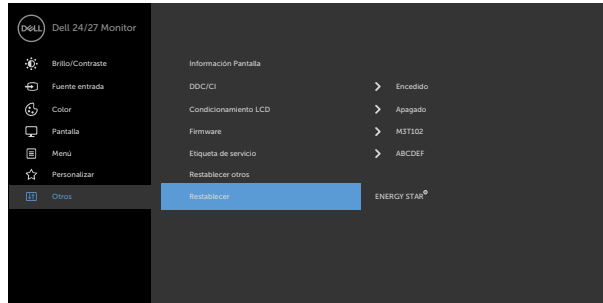 DELL
Dell 24/27 Monitor
Brillo/Contraste
Fuente entrada
Color
Pantalla
Menú
Personalizar
Otros
Información Pantalla
DDC/CI > Encedido
Condicionamiento LCD > Apagado
Firmware > M3T102
Etiqueta de servicio > ABCDEF
Restablecer otros
Restablecer ENERGY STAR®